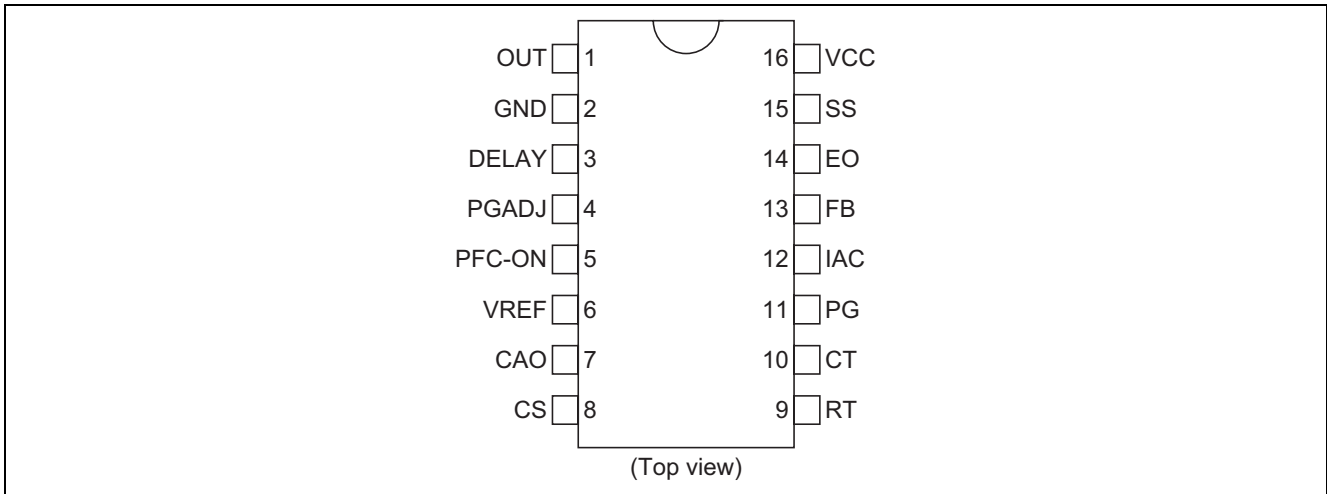 OUT 1 16 VCC
GND 2 15 SS
DELAY 3 14 EO
PGADJ 4 13 FB
PFC-ON 5 12 IAC
VREF 6 11 PG
CAO 7 10 CT
CS 8 9 RT
(Top view)